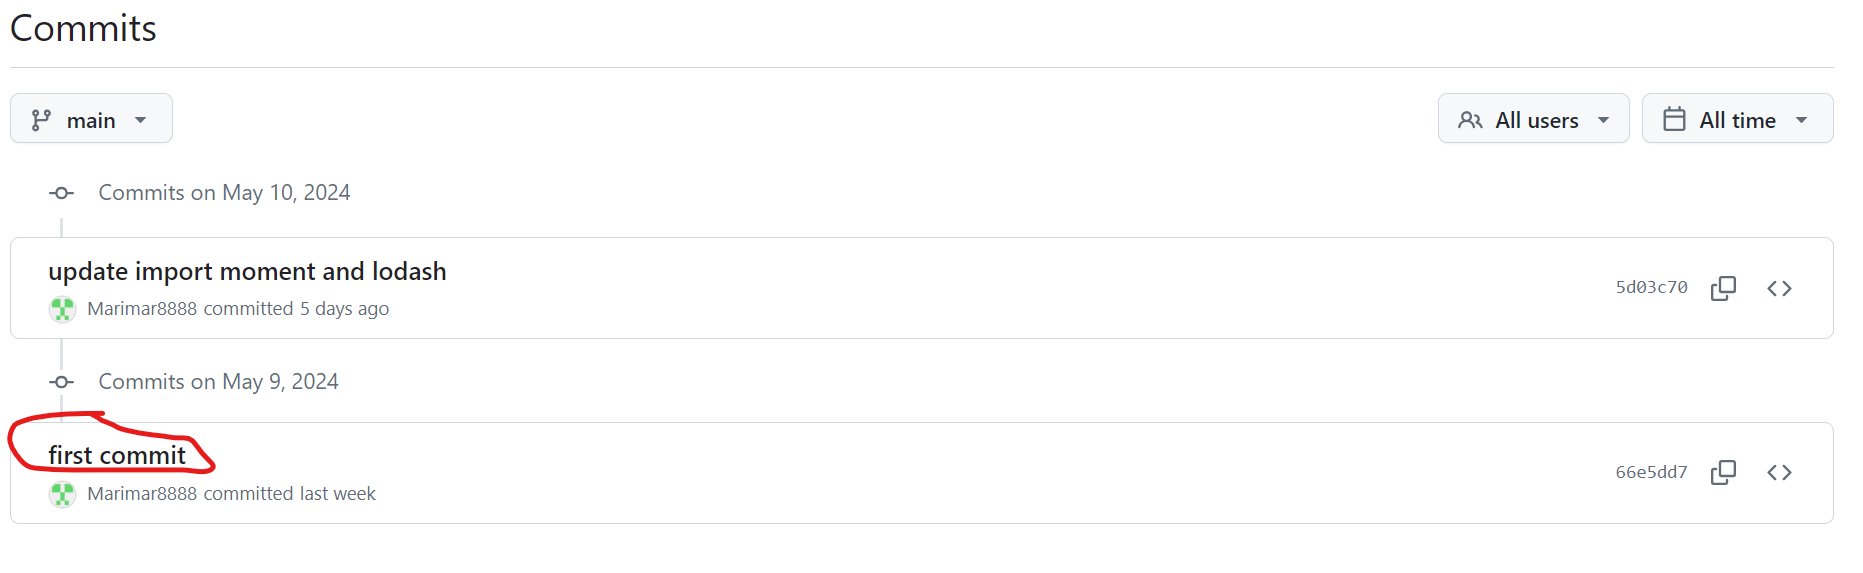 Commits
main
All users
All time
Commits on May 10, 2024
update import moment and lodash
5d03c70
Marimar8888 committed 5 days ago
Commits on May 9, 2024
first commit
66e5dd7
Marimar8888 committed last week